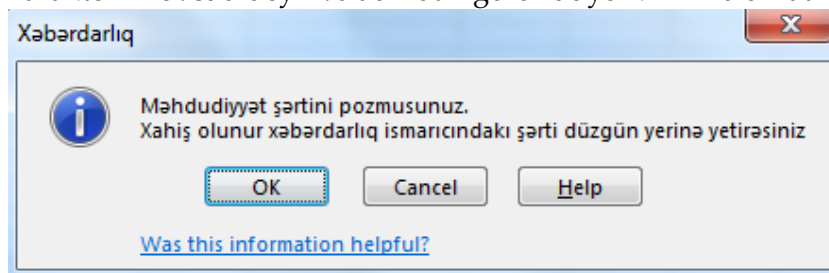 Xəbərdarlıq
Məhdudiyyət şərtini pozmusunuz.
Xahiş olunur xəbərdarlıq ismarıcındakı şərti düzgün yerinə yetirəsiniz
OK Cancel Help
Was this information helpful?